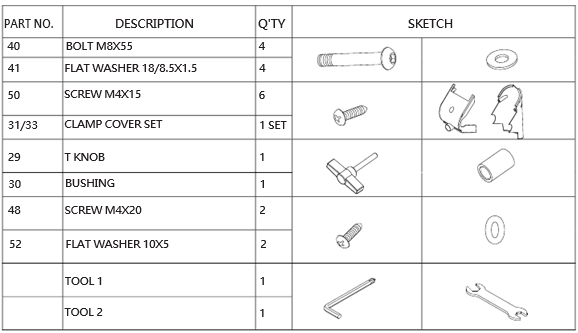 PART NO. DESCRIPTION Q'TY SKETCH
40 BOLT M8X55 4
41 FLAT WASHER 18/8.5X1.5 4
50 SCREW M4X15 6
31/33 CLAMP COVER SET 1 SET
29 T KNOB 1
30 BUSHING 1
48 SCREW M4X20 2
52 FLAT WASHER 10X5 2
TOOL 1 1
TOOL 2 1